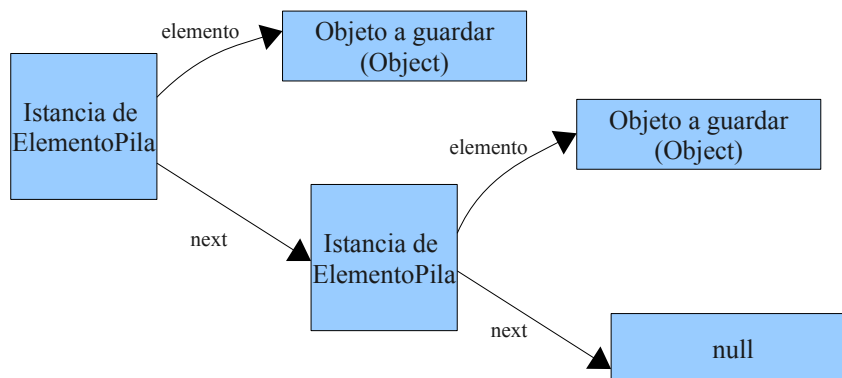 elemento
Objeto a guardar
(Object)
Istancia de
ElementoPila
next
elemento
Objeto a guardar
(Object)
Istancia de
ElementoPila
next
null